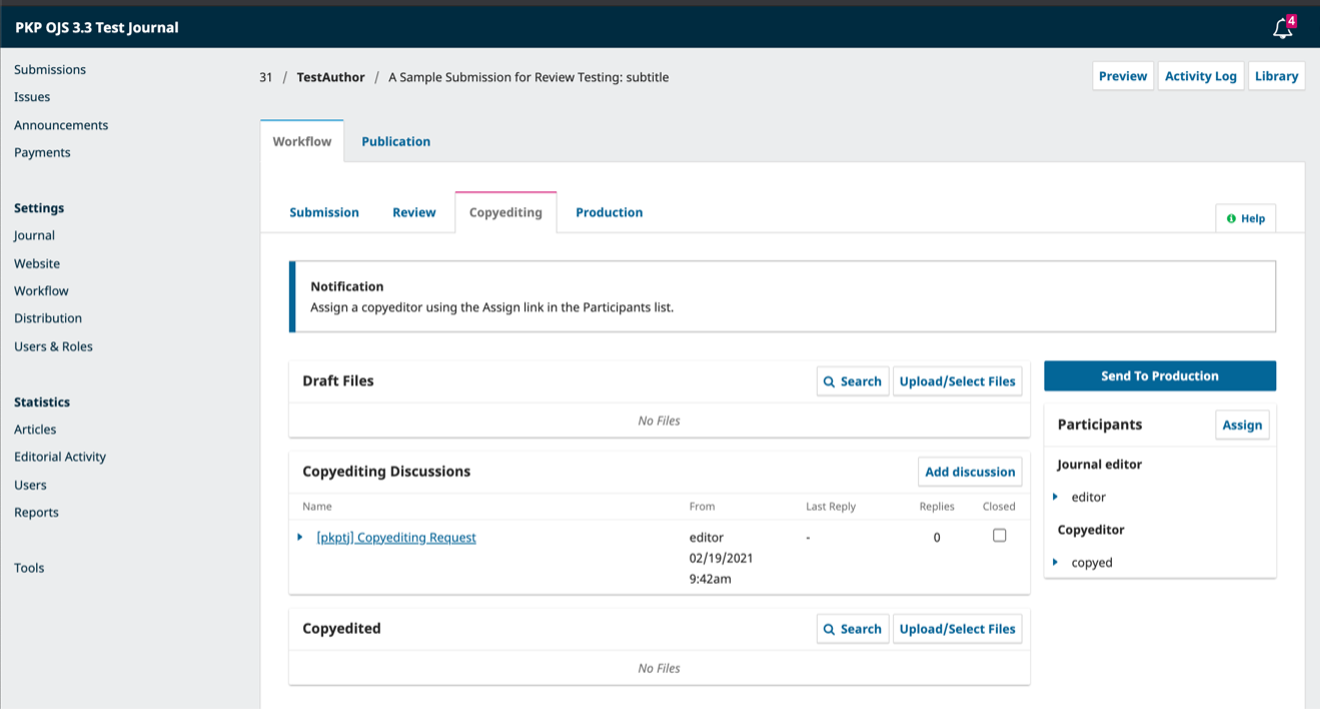 PKP OJS 3.3 Test Journal
4
Submissions
Issues
Announcements
Payments
Settings
Journal
Website
Workflow
Distribution
Users & Roles
Statistics
Articles
Editorial Activity
Users
Reports
Tools
31 / TestAuthor / A Sample Submission for Review Testing: subtitle
Preview
Activity Log
Library
Workflow
Publication
Submission
Review
Copyediting
Production
Help
Notification
Assign a copyeditor using the Assign link in the Participants list.
Draft Files
Search
Upload/Select Files
No Files
Copyediting Discussions
Add discussion
Name From Last Reply Replies Closed
[pkptj] Copyediting Request editor - 0
02/19/2021
9:42am
Copyedited
Search
Upload/Select Files
No Files
Send To Production
Participants
Assign
Journal editor
editor
Copyeditor
copyed